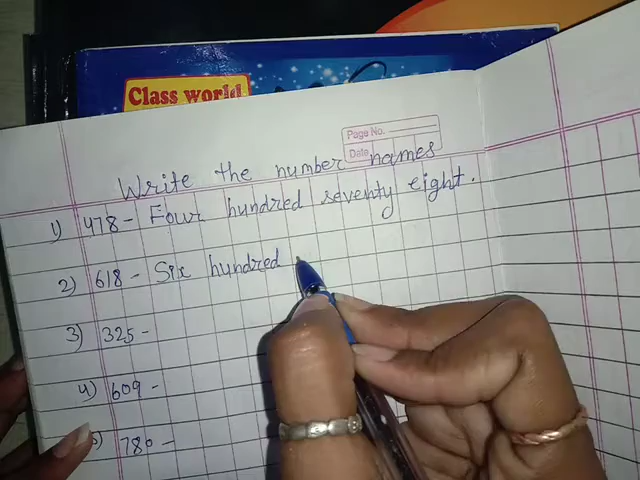 Class world
Page No.
Date
Write the number names
1) 478 - Four hundred seventy eight.
2) 618 - Six hundred
3) 325 -
4) 609 -
5) 780 -